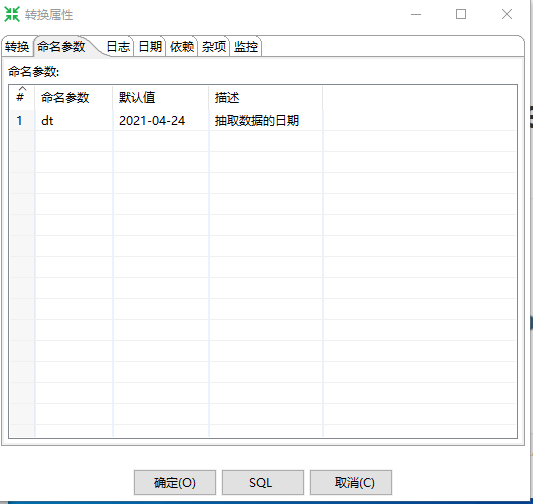 转换属性
转换 命名参数 日志 日期 依赖 杂项 监控
命名参数:
# 命名参数 默认值 描述
1 dt 2021-04-24 抽取数据的日期
确定(O) SQL 取消(C)